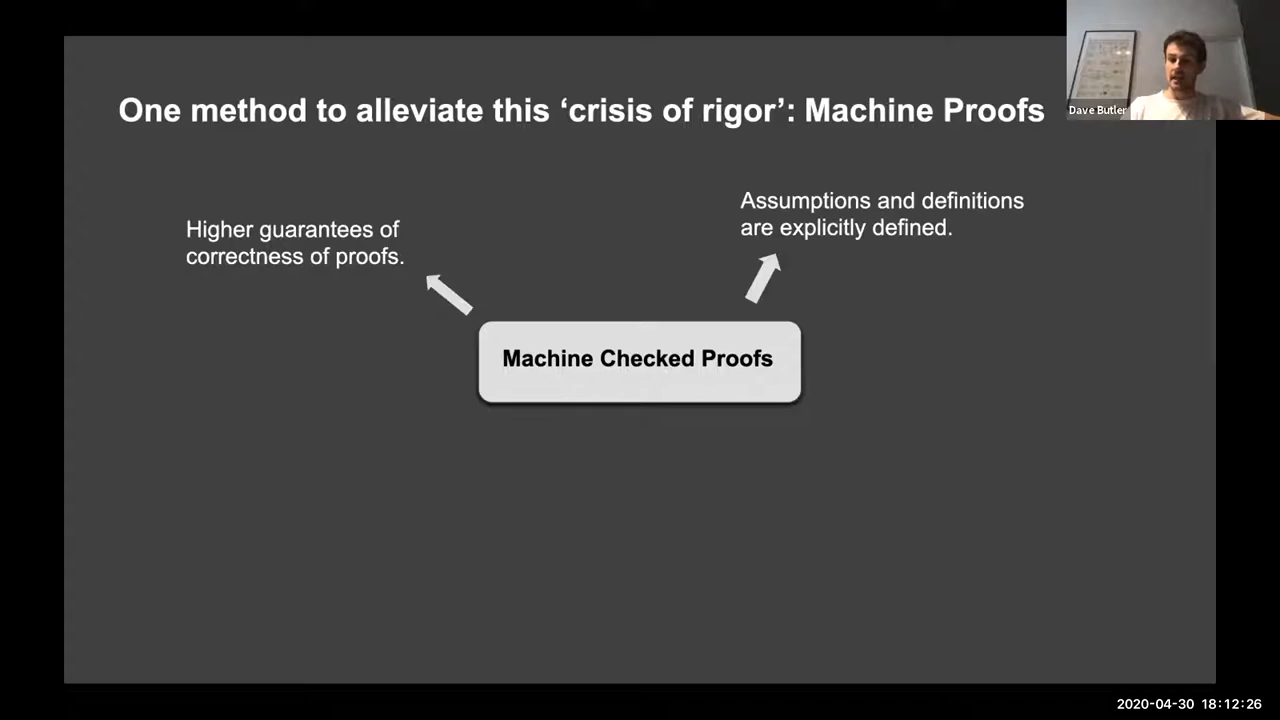 One method to alleviate this ‘crisis of rigor’: Machine Proofs
Dave Butler
Higher guarantees of
correctness of proofs.
Assumptions and definitions
are explicitly defined.
Machine Checked Proofs
2020-04-30 18:12:26